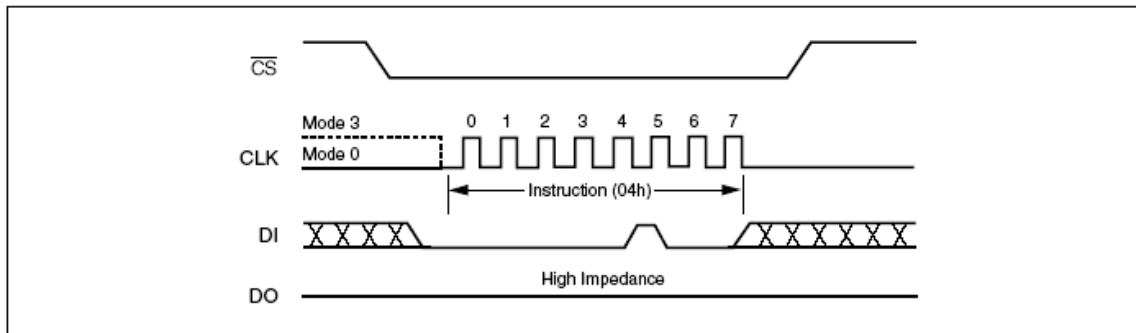 CS
Mode 3
0 1 2 3 4 5 6 7
CLK
Mode 0
Instruction (04h)
DI
High Impedance
DO